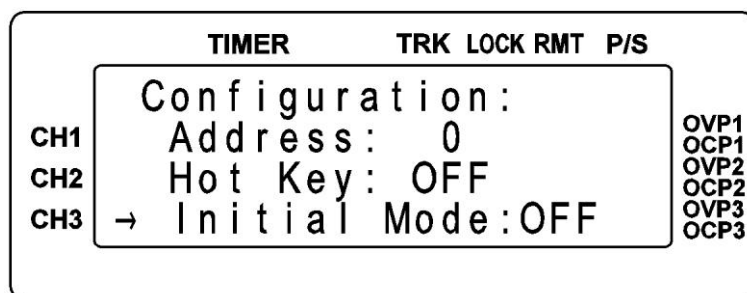 TIMER TRK LOCK RMT P/S
Configuration:
CH1 Address: 0 OVP1
OCP1
CH2 Hot Key: OFF OVP2
OCP2
CH3 → Initial Mode:OFF OVP3
OCP3